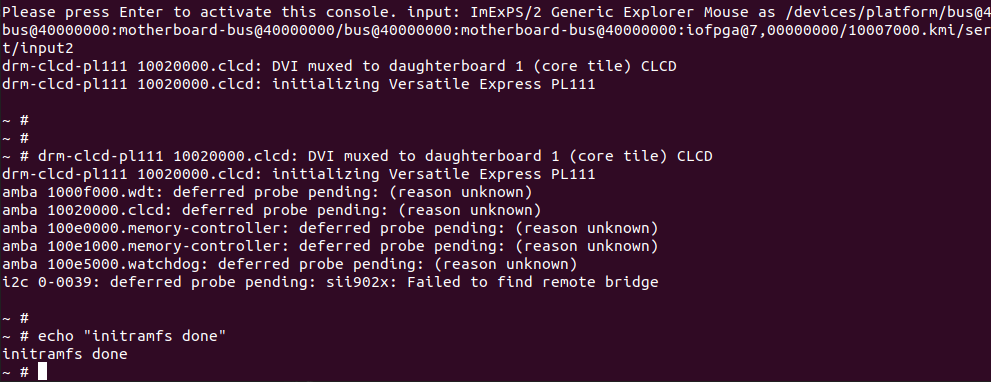 Please press Enter to activate this console. input: ImExPS/2 Generic Explorer Mouse as /devices/platform/bus@4
bus@40000000:motherboard-bus@40000000/bus@40000000:motherboard-bus@40000000:iofpga@7,00000000/10007000.kmi/ser
t/input2
drm-clcd-pl111 10020000.clcd: DVI muxed to daughterboard 1 (core tile) CLCD
drm-clcd-pl111 10020000.clcd: initializing Versatile Express PL111
~ #
~ #
~ # drm-clcd-pl111 10020000.clcd: DVI muxed to daughterboard 1 (core tile) CLCD
drm-clcd-pl111 10020000.clcd: initializing Versatile Express PL111
amba 1000f000.wdt: deferred probe pending: (reason unknown)
amba 10020000.clcd: deferred probe pending: (reason unknown)
amba 100e0000.memory-controller: deferred probe pending: (reason unknown)
amba 100e1000.memory-controller: deferred probe pending: (reason unknown)
amba 100e5000.watchdog: deferred probe pending: (reason unknown)
i2c 0-0039: deferred probe pending: sii902x: Failed to find remote bridge
~ #
~ # echo "initramfs done"
initramfs done
~ #